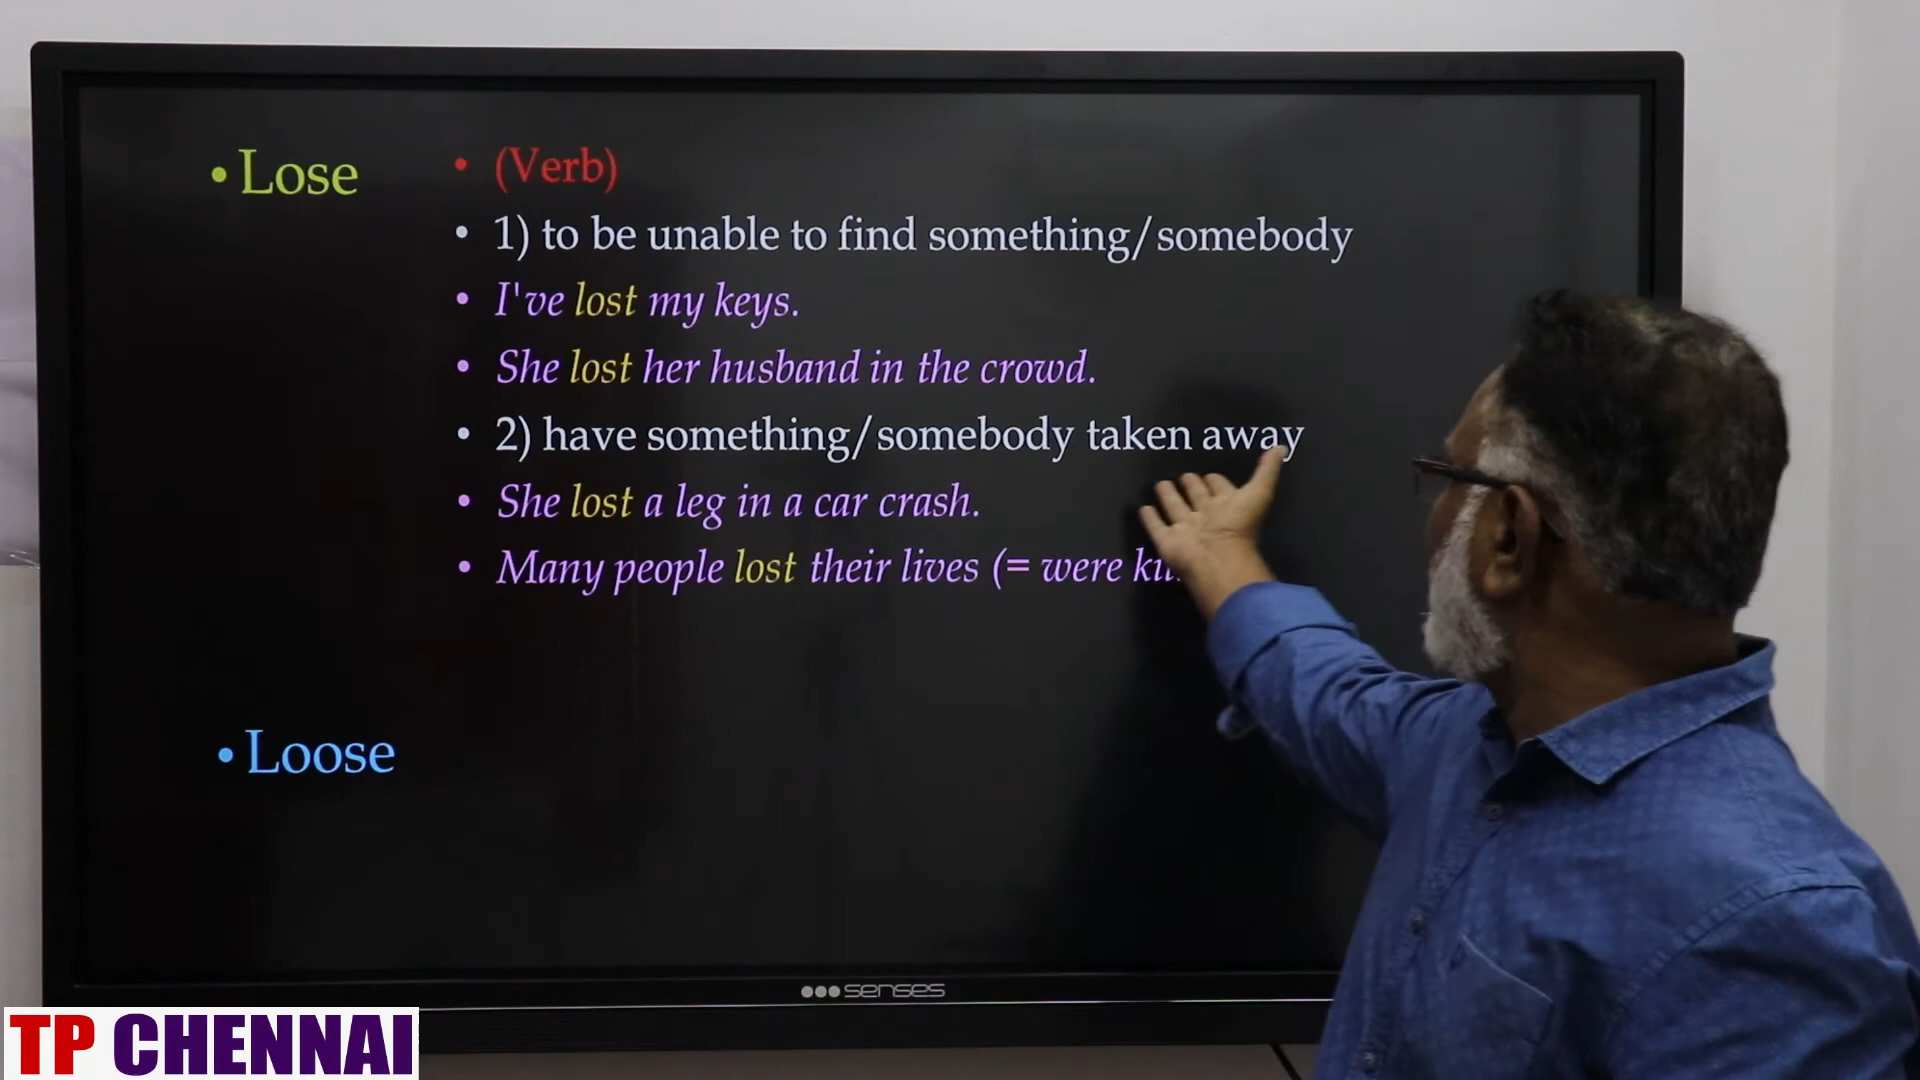 • Lose
• (Verb)
• 1) to be unable to find something/somebody
• I've lost my keys.
• She lost her husband in the crowd.
• 2) have something/somebody taken away
• She lost a leg in a car crash.
• Many people lost their lives (= were
• Loose
senses
TP CHENNAI